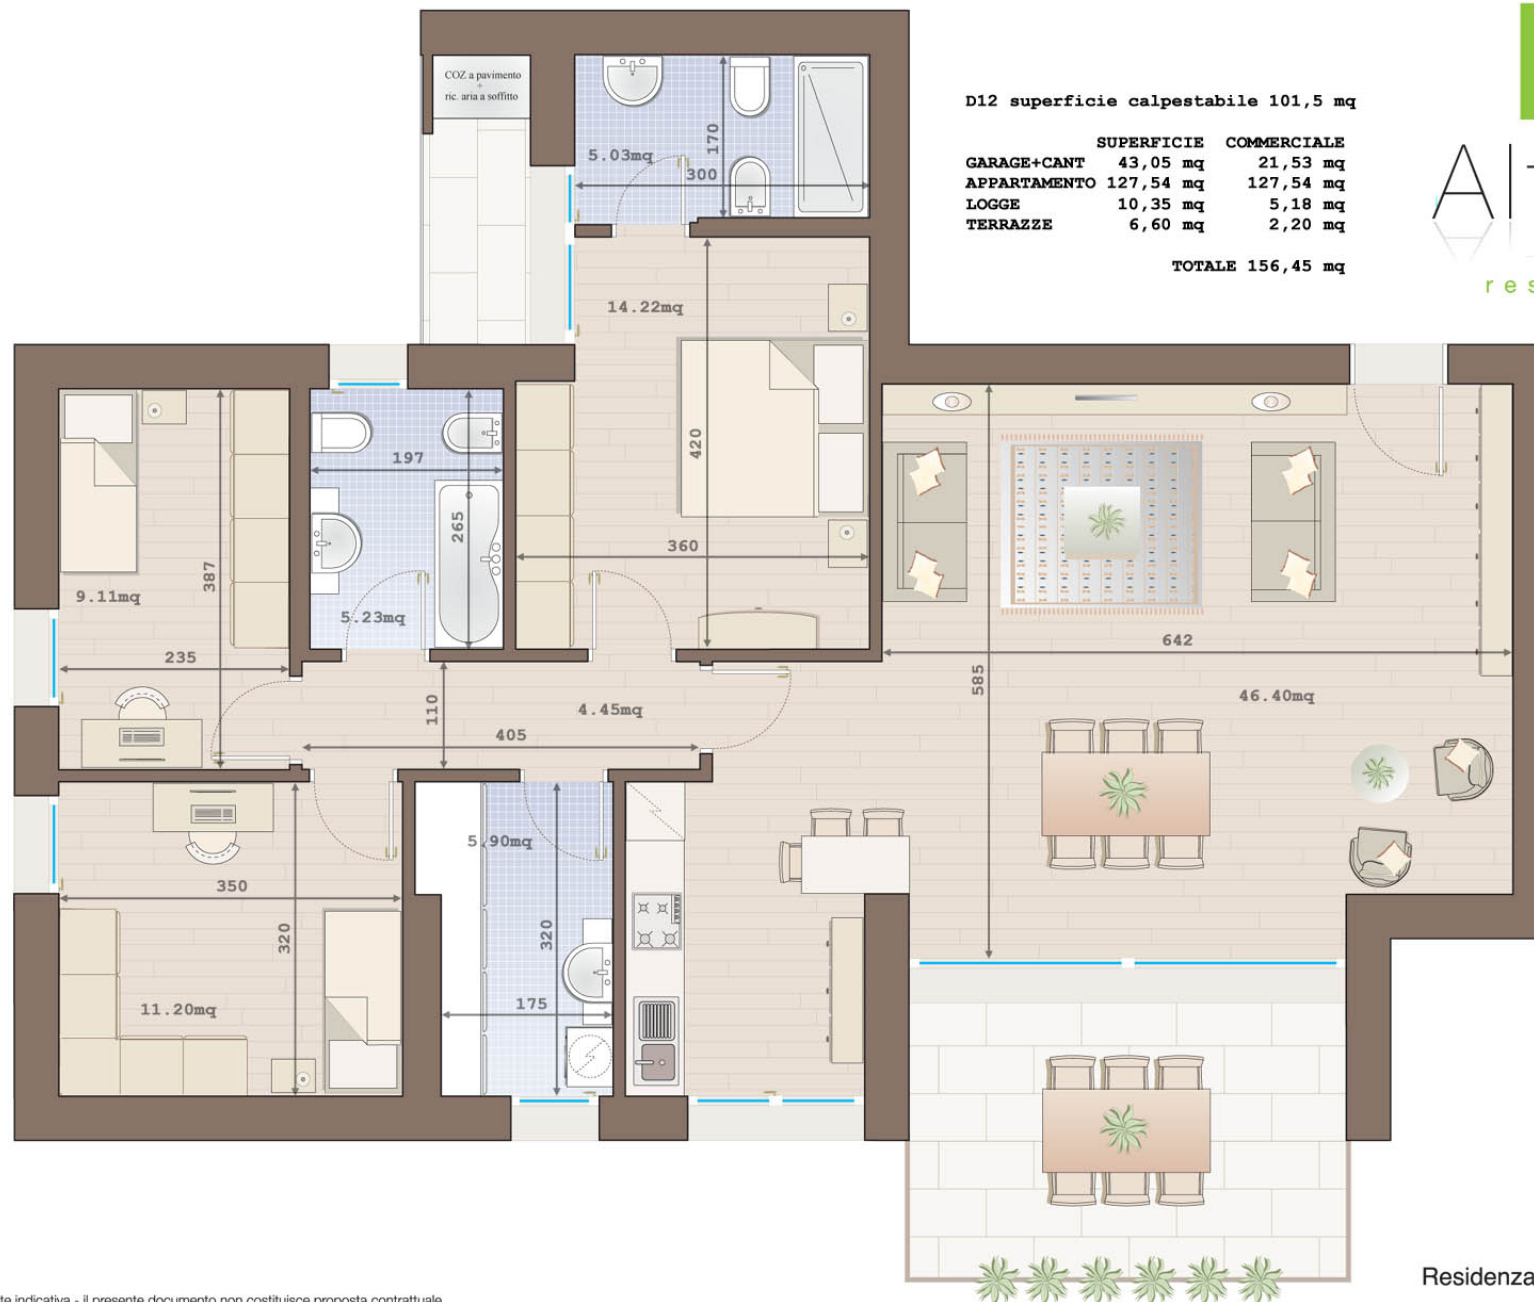 COZ a pavimento
+
ric. aria a soffitto
D12 superficie calpestabile 101,5 mq
SUPERFICIE COMMERCIALE
GARAGE+CANT 43,05 mq 21,53 mq
APPARTAMENTO 127,54 mq 127,54 mq
LOGGE 10,35 mq 5,18 mq
TERRAZZE 6,60 mq 2,20 mq
TOTALE 156,45 mq
5.03mq
170
300
14.22mq
420
360
197
265
5.23mq
387
9.11mq
235
110
4.45mq
405
585
642
46.40mq
350
320
11.20mq
5.90mq
320
175
Residenza
te indicativa - il presente documento non costituisce proposta contrattuale